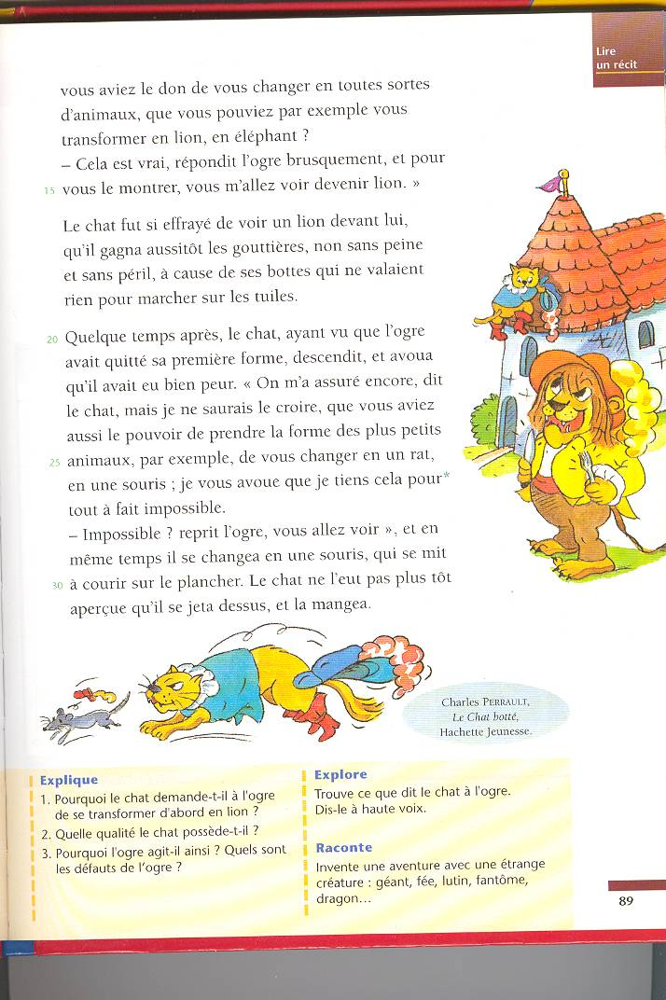 Lire
un récit
vous aviez le don de vous changer en toutes sortes
d'animaux, que vous pouviez par exemple vous
transformer en lion, en éléphant ?
– Cela est vrai, répondit l'ogre brusquement, et pour
15 vous le montrer, vous m'allez voir devenir lion. »
Le chat fut si effrayé de voir un lion devant lui,
qu'il gagna aussitôt les gouttières, non sans peine
et sans péril, à cause de ses bottes qui ne valaient
rien pour marcher sur les tuiles.
20 Quelque temps après, le chat, ayant vu que l'ogre
avait quitté sa première forme, descendit, et avoua
qu'il avait eu bien peur. « On m'a assuré encore, dit
le chat, mais je ne saurais le croire, que vous aviez
aussi le pouvoir de prendre la forme des plus petits
25 animaux, par exemple, de vous changer en un rat,
en une souris ; je vous avoue que je tiens cela pour*
tout à fait impossible.
– Impossible ? reprit l'ogre, vous allez voir », et en
même temps il se changea en une souris, qui se mit
30 à courir sur le plancher. Le chat ne l'eut pas plus tôt
aperçue qu'il se jeta dessus, et la mangea.
Charles PERRAULT,
Le Chat botté,
Hachette Jeunesse.
Explique
1. Pourquoi le chat demande-t-il à l'ogre
de se transformer d'abord en lion ?
2. Quelle qualité le chat possède-t-il ?
3. Pourquoi l'ogre agit-il ainsi ? Quels sont
les défauts de l'ogre ?
Explore
Trouve ce que dit le chat à l'ogre.
Dis-le à haute voix.
Raconte
Invente une aventure avec une étrange
créature : géant, fée, lutin, fantôme,
dragon...
89